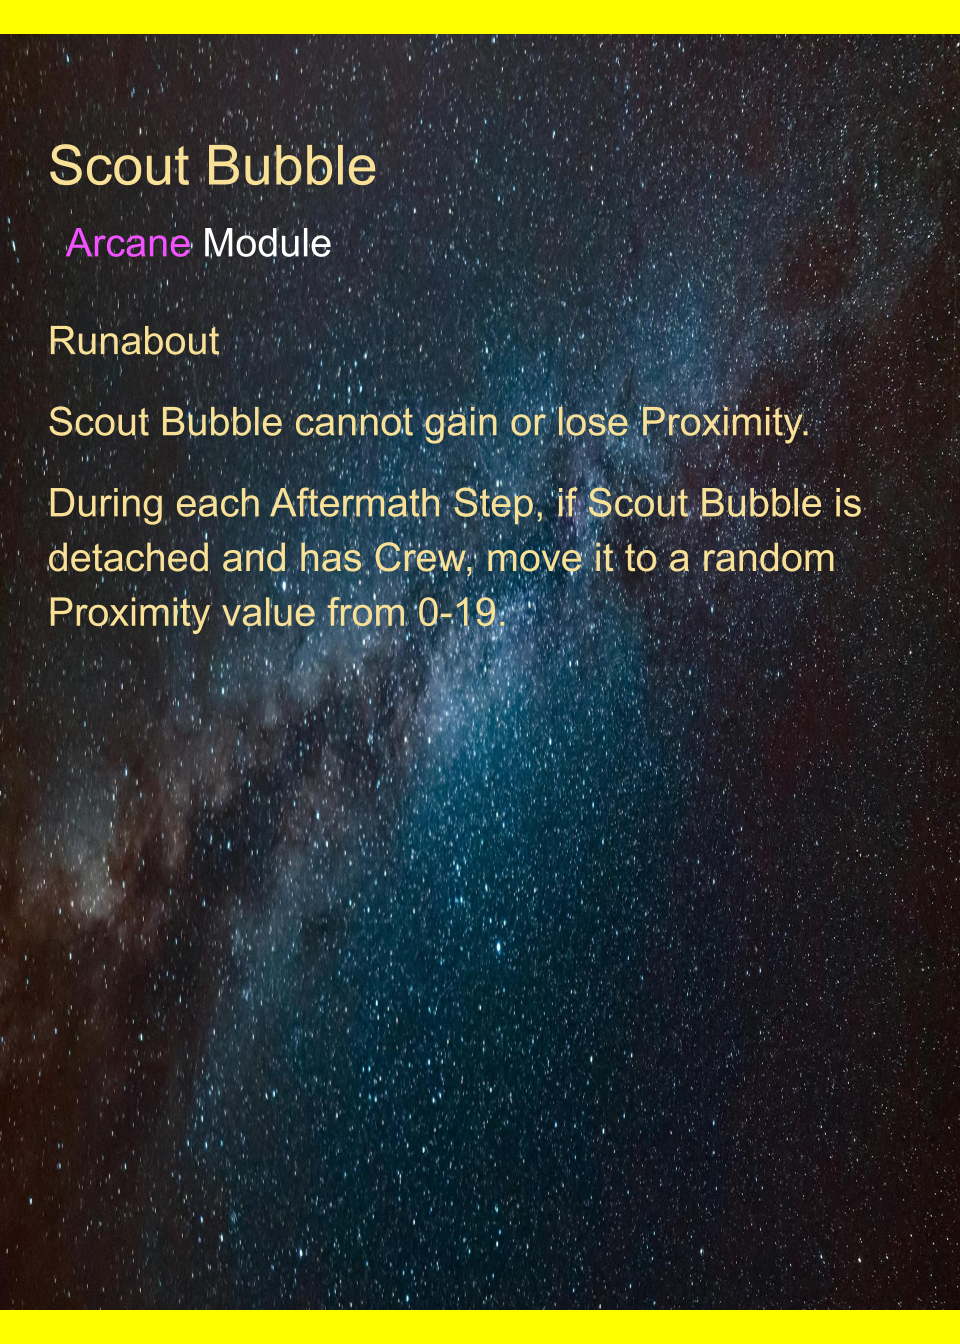 Scout Bubble
Arcane Module
Runabout
Scout Bubble cannot gain or lose Proximity.
During each Aftermath Step, if Scout Bubble is
detached and has Crew, move it to a random
Proximity value from 0-19.